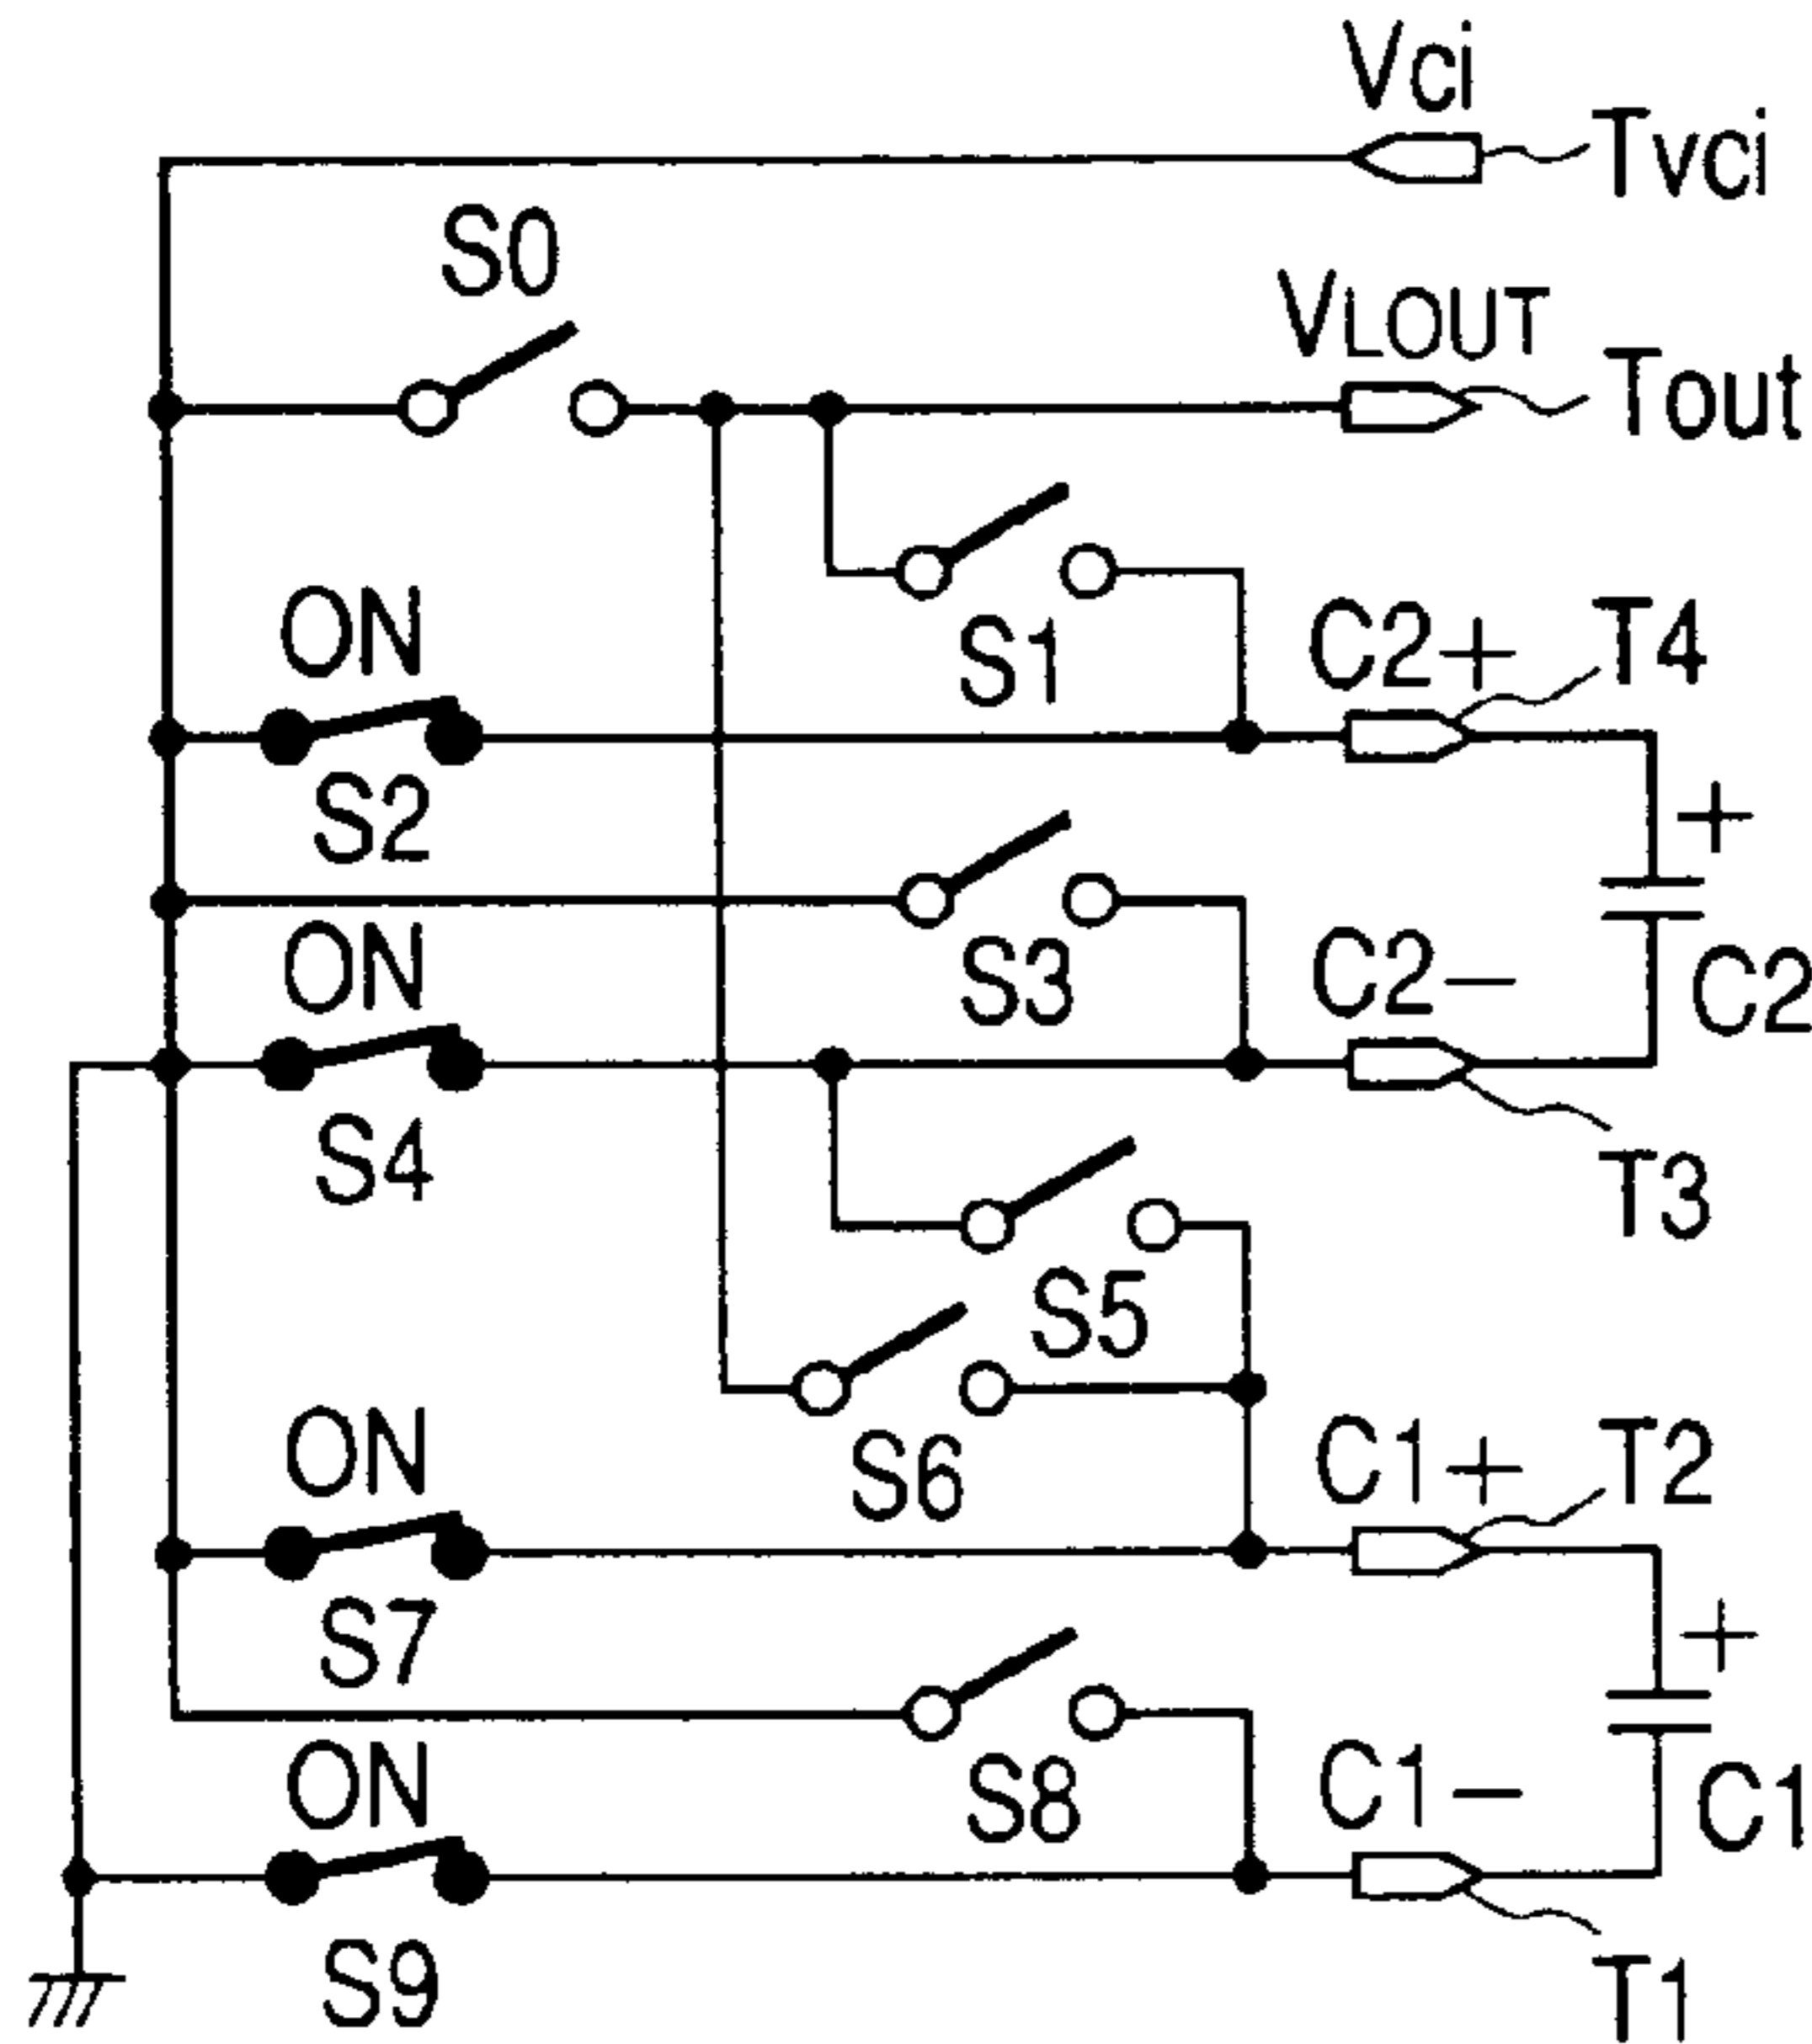 Vci
Tvci
S0
VLOUT
Tout
S1
ON
C2+
T4
S2
+
S3
ON
C2-
C2
S4
T3
S5
S6
ON
C1+
T2
S7
+
S8
ON
C1-
C1
S9
T1